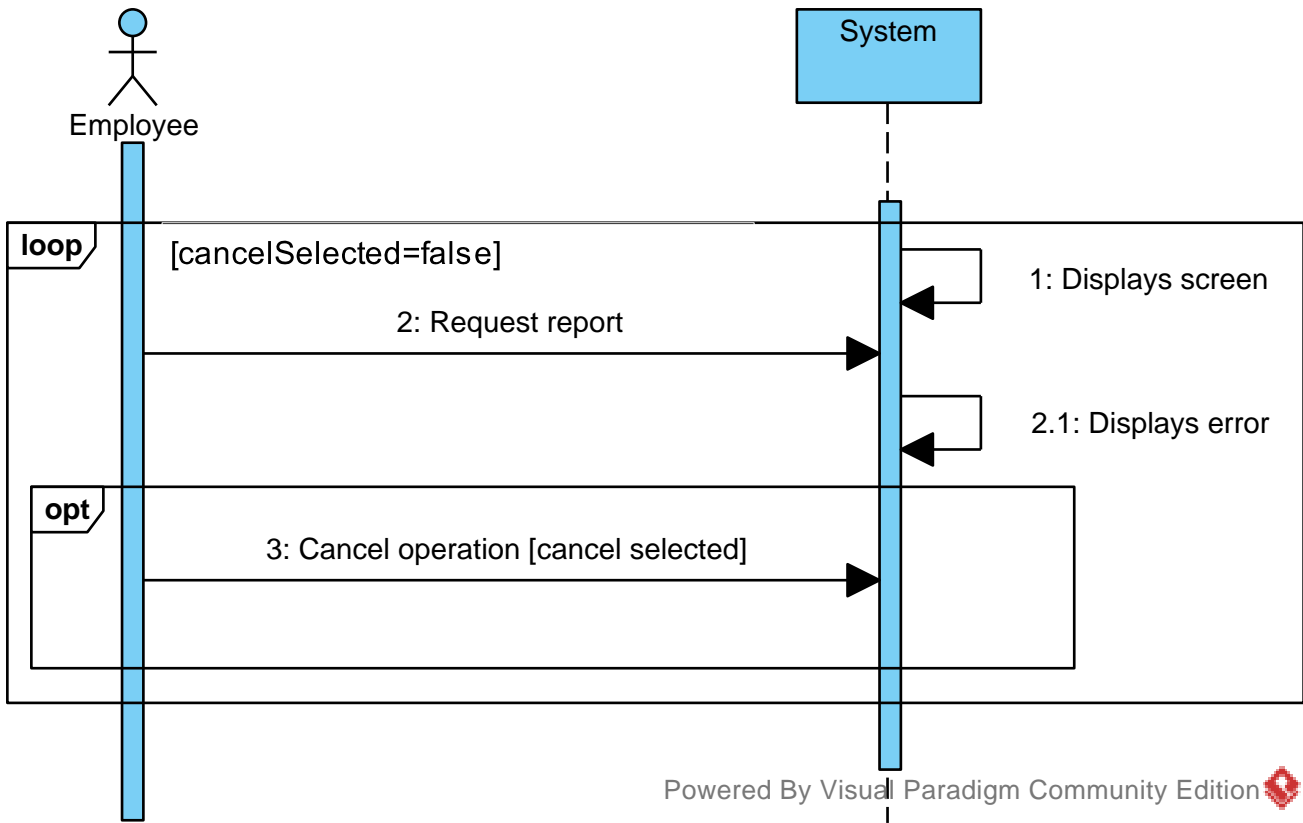 System
Employee
loop
[cancelSelected=false]
1: Displays screen
2: Request report
2.1: Displays error
opt
3: Cancel operation [cancel selected]
Powered By Visual Paradigm Community Edition